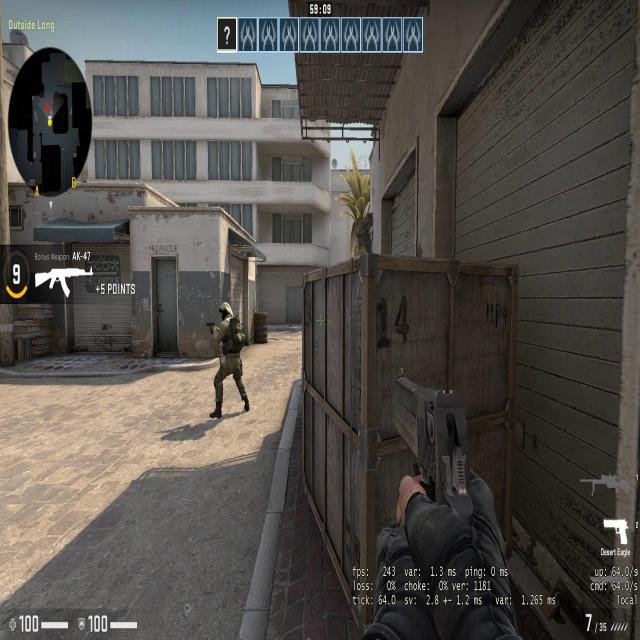 59:09
Outside Long
?
A
B
Bonus Weapon: AK-47
9
+5 POINTS
MECANIQUE
14
2
Desert Eagle
fps: 243 var: 1.3 ms ping: 0 ms
loss: 0% choke: 0% ver: 1181
tick: 64.0 sv: 2.8 +- 1.2 ms var: 1.265 ms
up: 64.0/s
cmd: 64.0/s
local
100
100
7 / 35